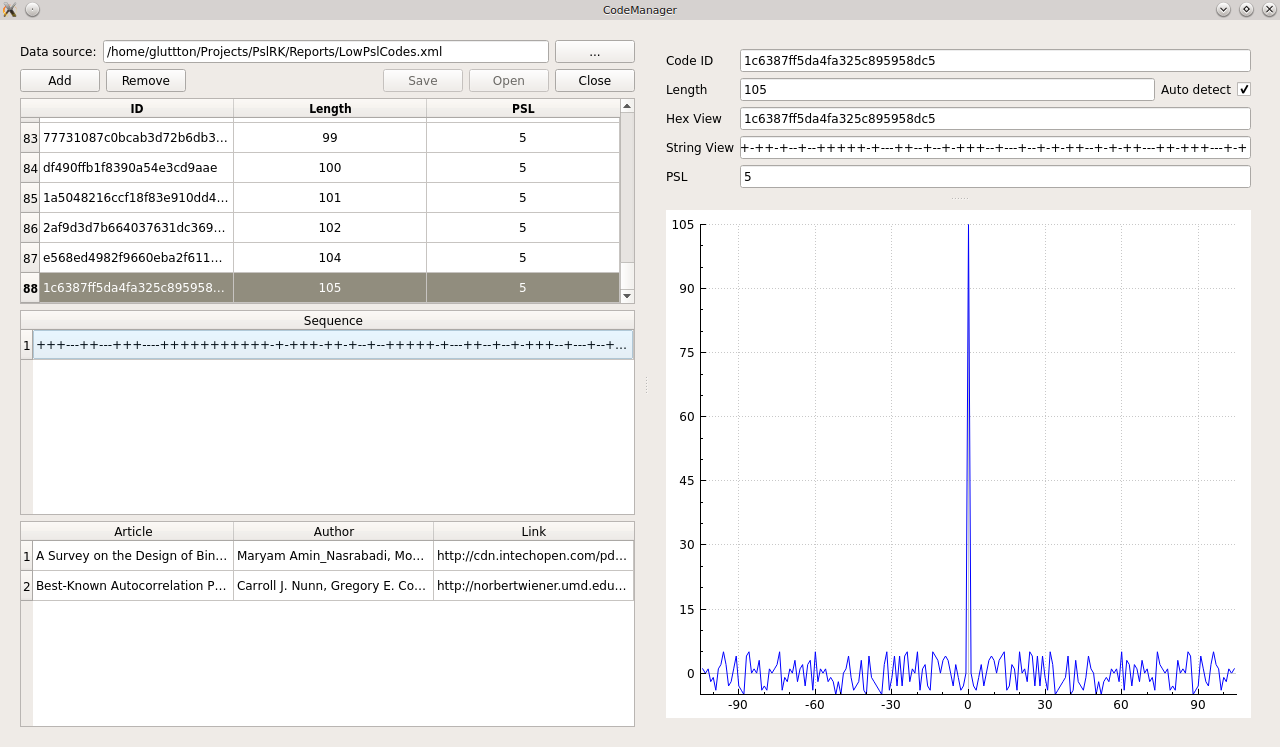 CodeManager
Data source: /home/gluttton/Projects/PslRK/Reports/LowPslCodes.xml ...
Add Remove Save Open Close
ID Length PSL
83 77731087c0bcab3d72b6db3... 99 5
84 df490ffb1f8390a54e3cd9aae 100 5
85 1a5048216ccf18f83e910dd4... 101 5
86 2af9d3d7b664037631dc369... 102 5
87 e568ed4982f9660eba2f611... 104 5
88 1c6387ff5da4fa325c895958... 105 5
Sequence
1 +++---++---+++----+++++++++++-+-+++-++-+--+--+++++-+---++--+--+-+++--+---+--+...
Article Author Link
1 A Survey on the Design of Bin... Maryam Amin_Nasrabadi, Mo... http://cdn.intechopen.com/pd...
2 Best-Known Autocorrelation P... Carroll J. Nunn, Gregory E. Co... http://norbertwiener.umd.edu...
Code ID 1c6387ff5da4fa325c895958dc5
Length 105 Auto detect
Hex View 1c6387ff5da4fa325c895958dc5
String View +-++-+--+--+++++-+---++--+--+-+++--+---+--+-+-++--+-+-++---++-+++---+-+
PSL 5
105
90
75
60
45
30
15
0
-90 -60 -30 0 30 60 90